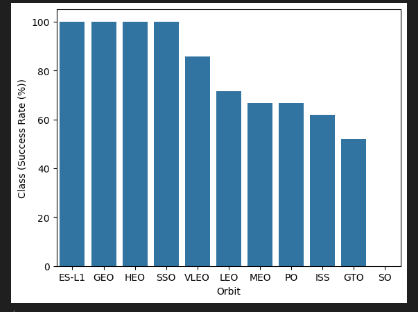 100
80
60
40
20
0
Class (Success Rate (%))
ES-L1 GEO HEO SSO VLEO LEO MEO PO ISS GTO SO
Orbit